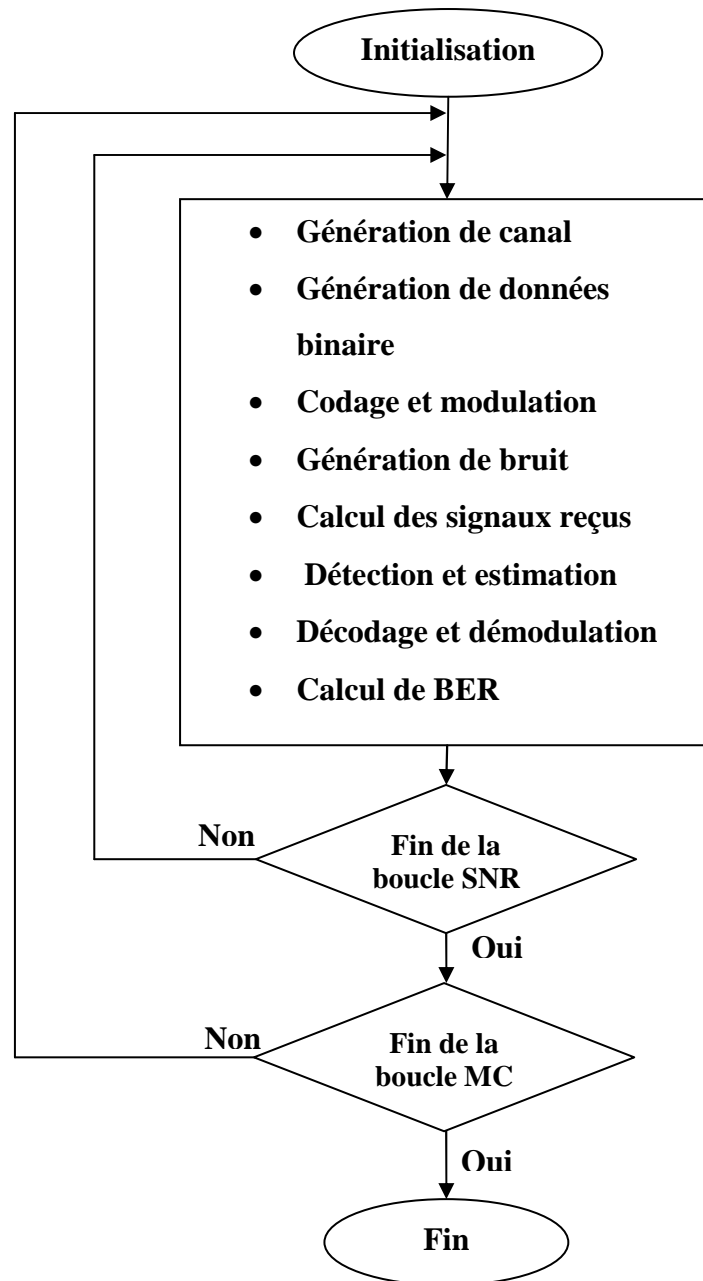 Initialisation
• Génération de canal
• Génération de données
binaire
• Codage et modulation
• Génération de bruit
• Calcul des signaux reçus
• Détection et estimation
• Décodage et démodulation
• Calcul de BER
Non
Fin de la
boucle SNR
Oui
Non
Fin de la
boucle MC
Oui
Fin